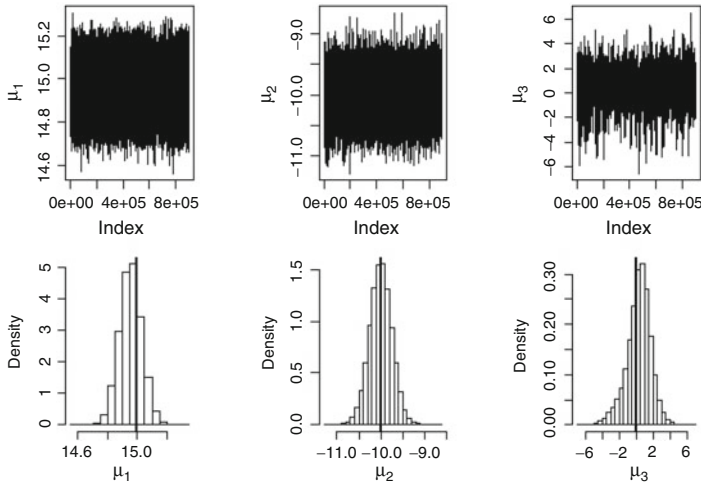 μ1
15.2
15.0
14.8
14.6
0e+00 4e+05 8e+05
Index
μ2
−9.0
−10.0
−11.0
0e+00 4e+05 8e+05
Index
μ3
6
4
2
0
−2
−4
−6
0e+00 4e+05 8e+05
Index
Density
5
4
3
2
1
0
14.6 15.0
μ1
Density
1.5
1.0
0.5
0.0
−11.0 −10.0 −9.0
μ2
Density
0.30
0.20
0.10
0.00
−6 −2 2 6
μ3